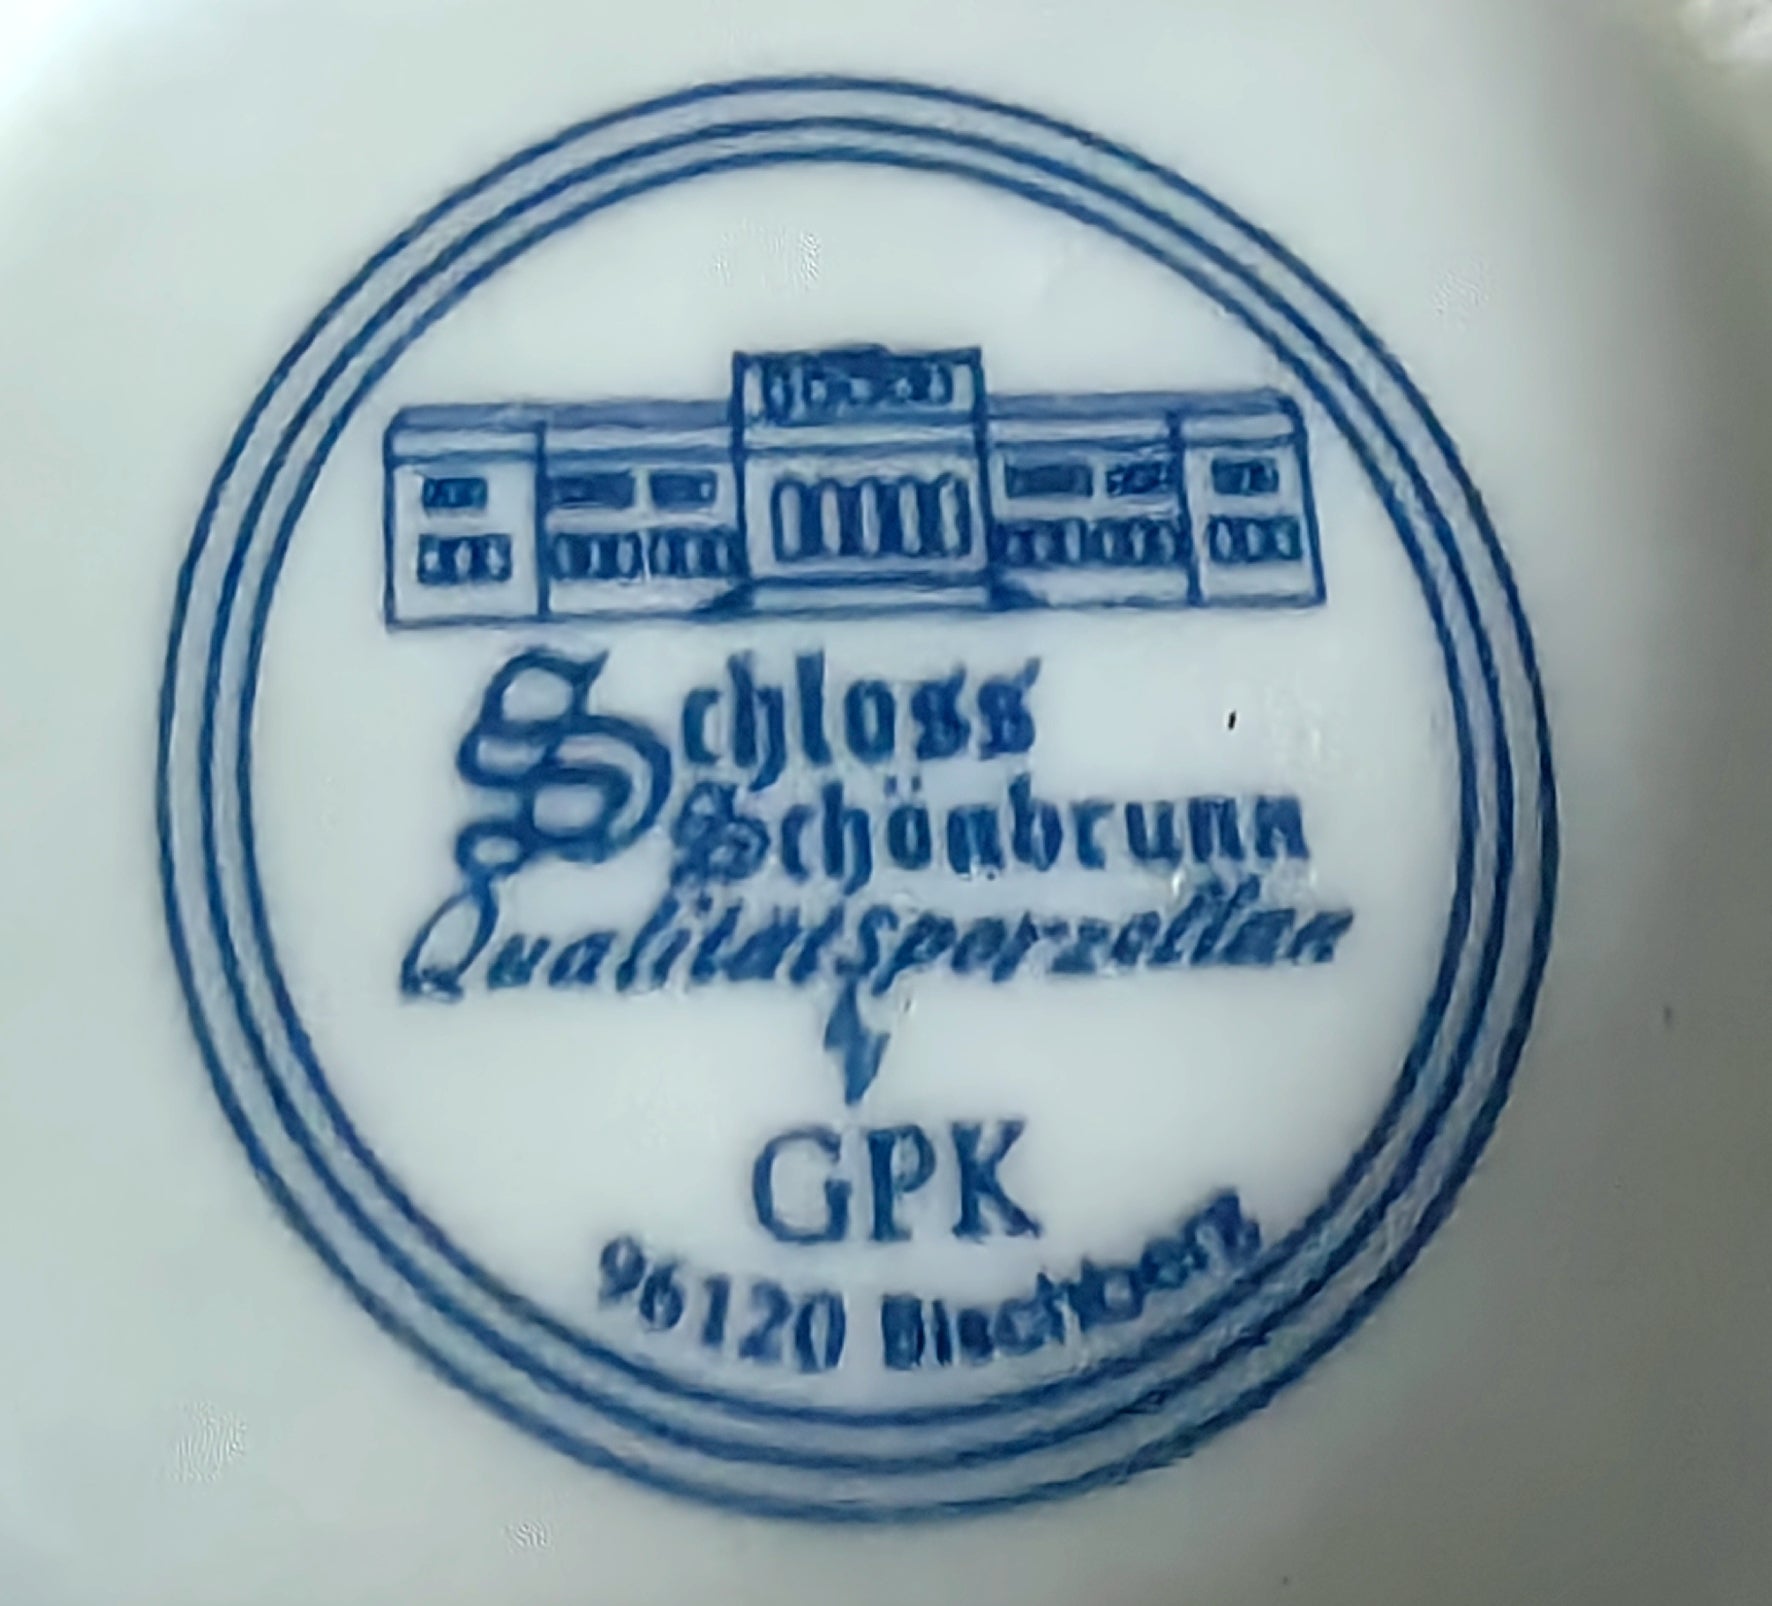 Schloss
Schönbrunn
Qualitätsporzellan
GPK
96120 Bischberg